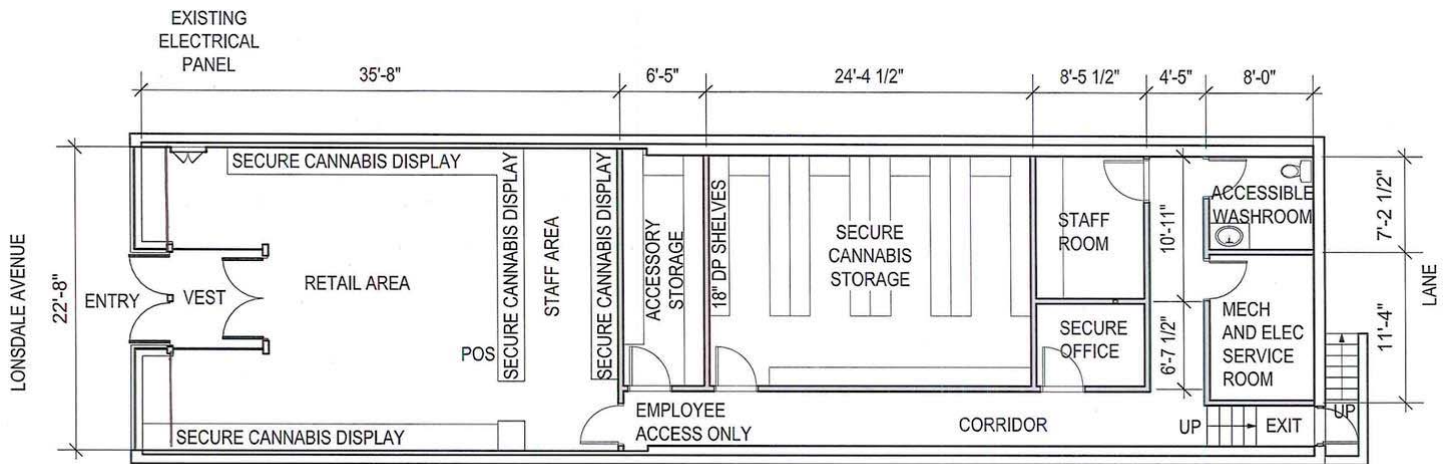 EXISTING
ELECTRICAL
PANEL
35'-8"
6'-5"
24'-4 1/2"
8'-5 1/2"
4'-5"
8'-0"
LONSDALE AVENUE
22'-8"
ENTRY
VEST
RETAIL AREA
SECURE CANNABIS DISPLAY
SECURE CANNABIS DISPLAY
STAFF AREA
SECURE CANNABIS DISPLAY
POS
SECURE CANNABIS DISPLAY
ACCESSORY
STORAGE
18" DP SHELVES
SECURE
CANNABIS
STORAGE
STAFF
ROOM
SECURE
OFFICE
10'-11"
6'-7 1/2"
ACCESSIBLE
WASHROOM
MECH
AND ELEC
SERVICE
ROOM
7'-2 1/2"
11'-4"
LANE
EMPLOYEE
ACCESS ONLY
CORRIDOR
UP
EXIT
UP